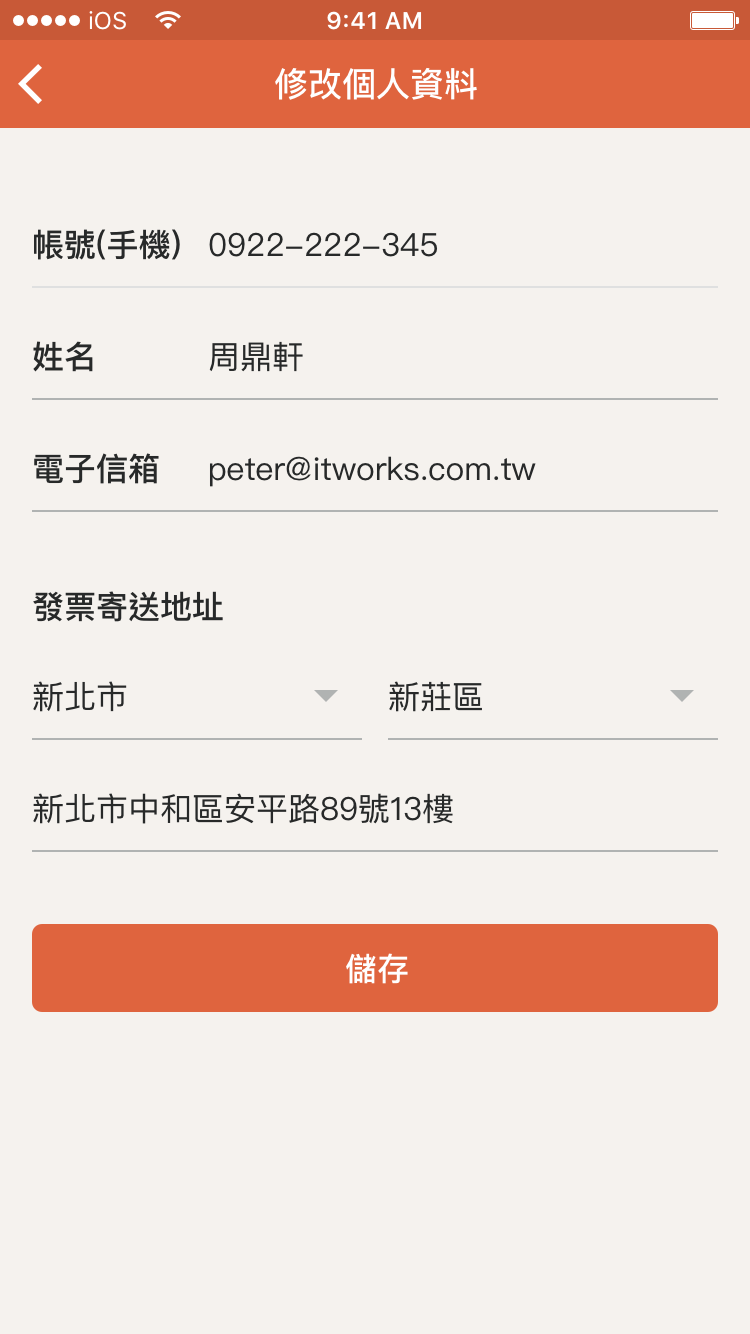 iOS 9:41 AM
修改個人資料
帳號(手機) 0922–222–345
姓名 周鼎軒
電子信箱 peter@itworks.com.tw
發票寄送地址
新北市 新莊區
新北市中和區安平路89號13樓
儲存